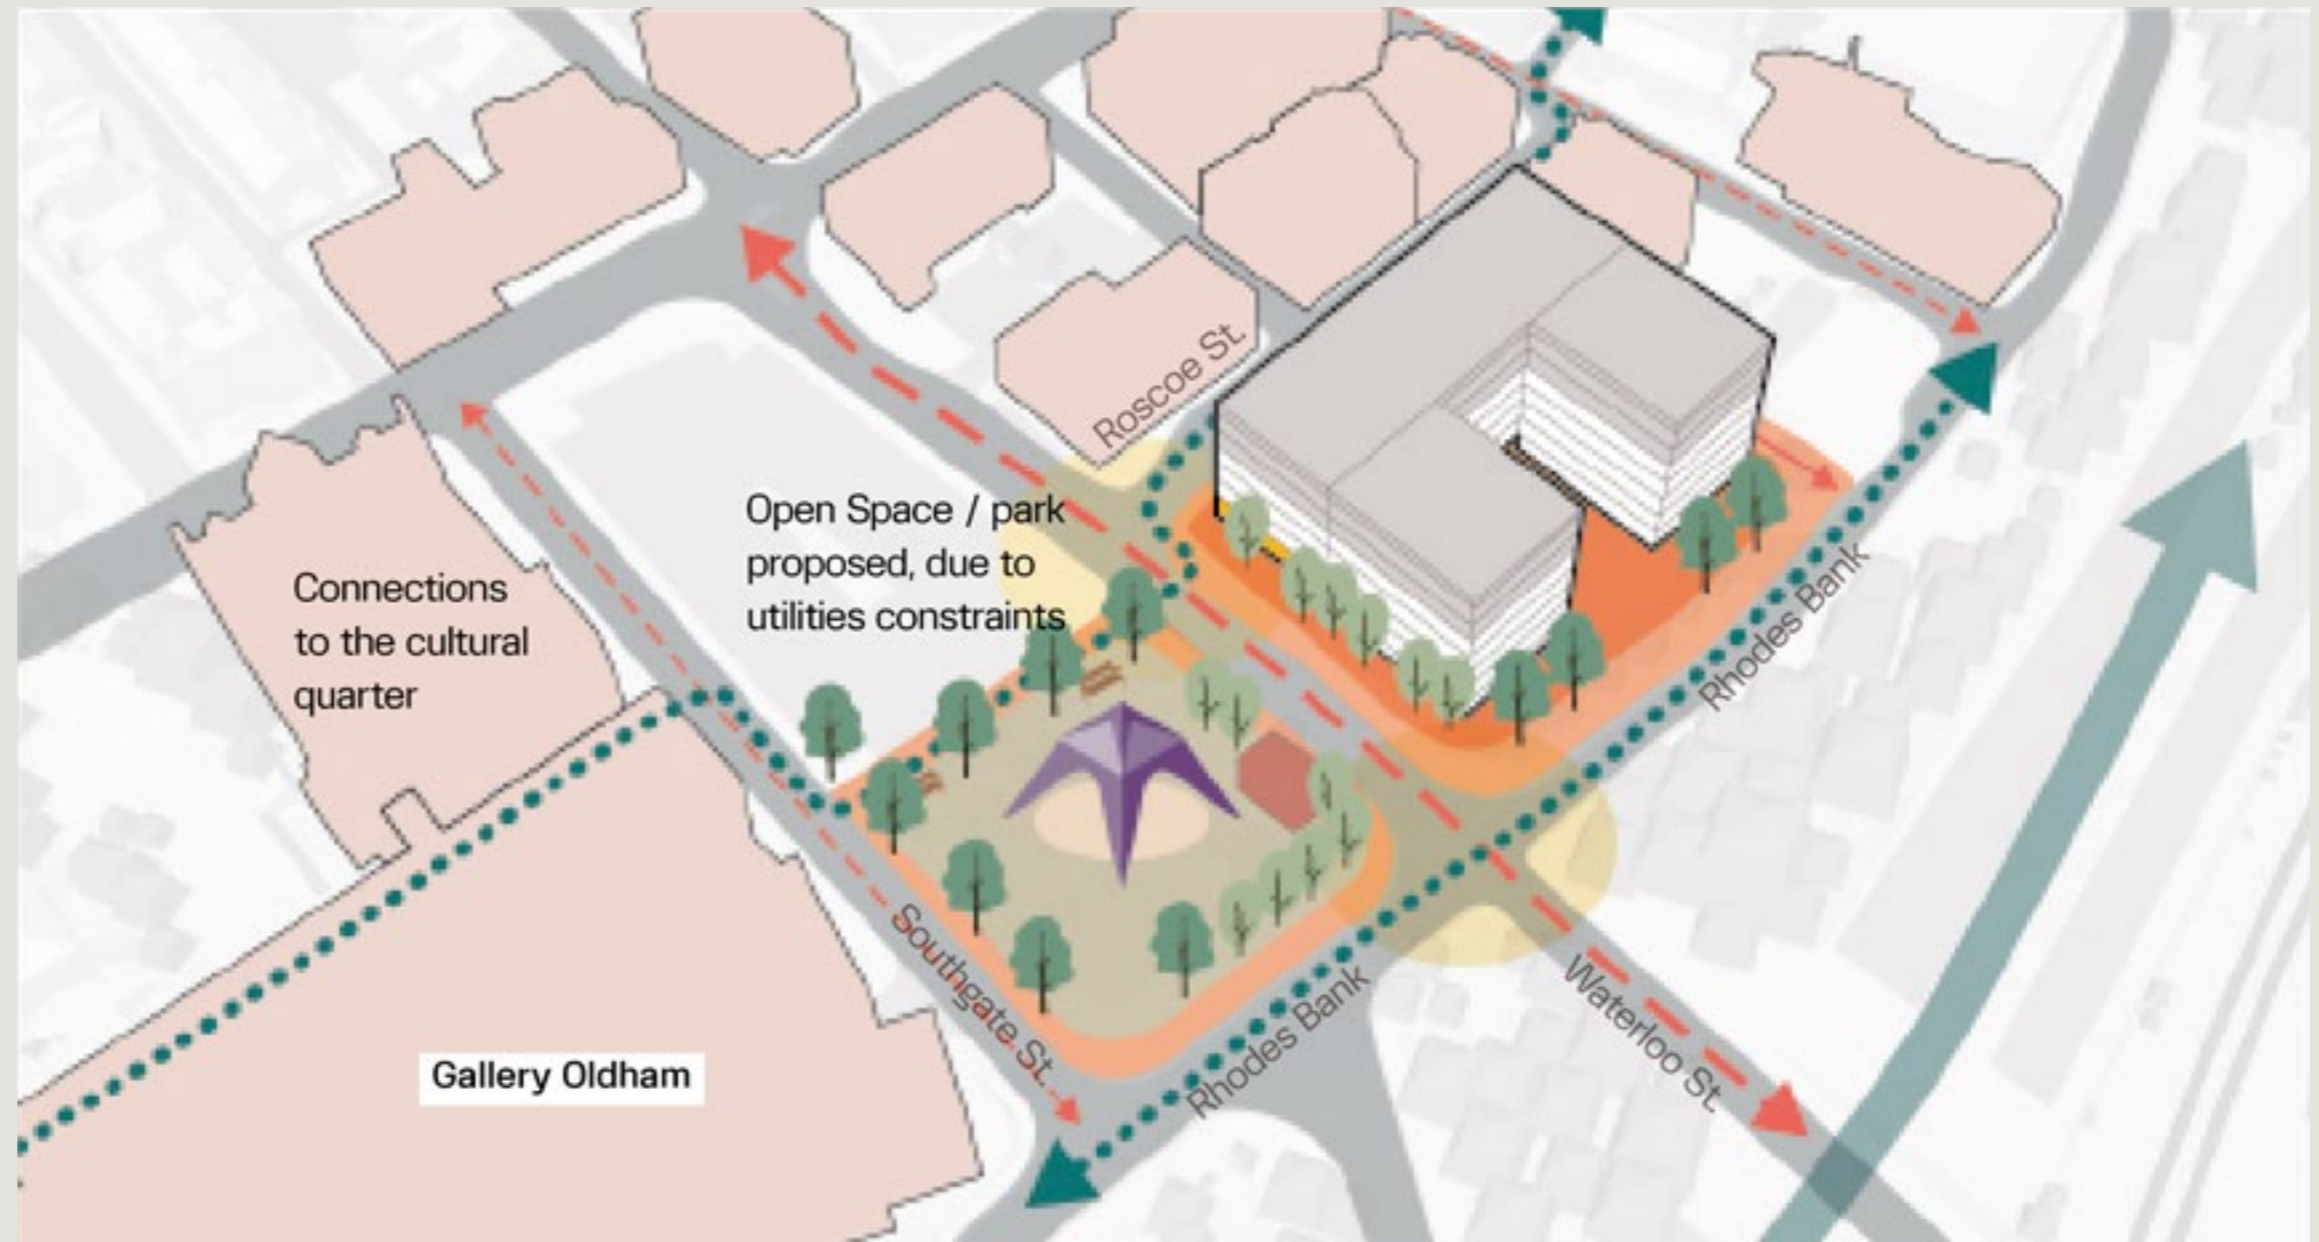 Roscoe St.
Open Space / park
proposed, due to
utilities constraints
Connections
to the cultural
quarter
Rhodes Bank
Southgate St.
Rhodes Bank
Waterloo St.
Gallery Oldham